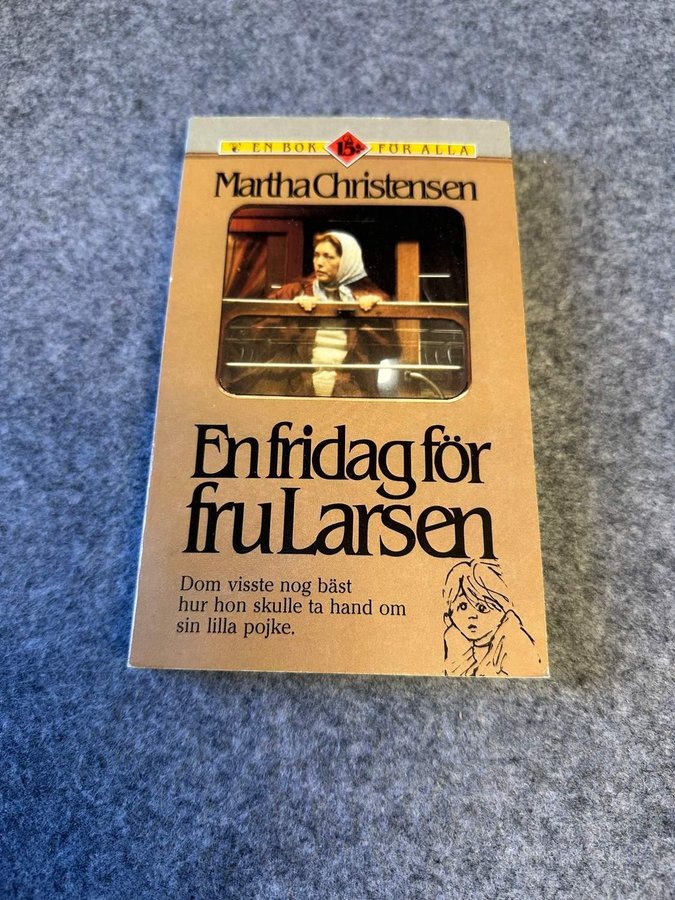 EN BOK CA 15:- FÖR ALLA
Martha Christensen
En fridag för
fru Larsen
Dom visste nog bäst
hur hon skulle ta hand om
sin lilla pojke.